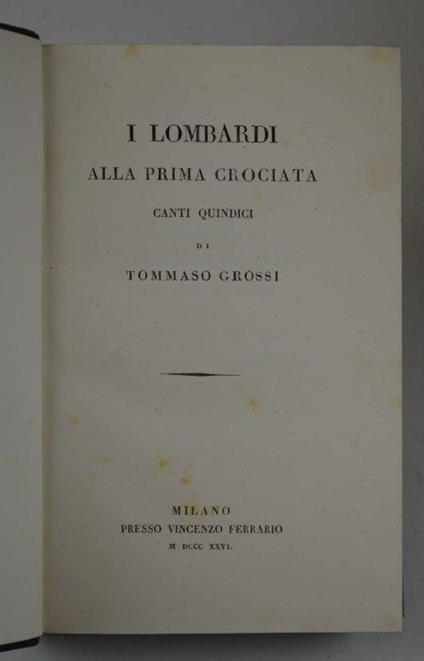 I LOMBARDI
ALLA PRIMA CROCIATA
CANTI QUINDICI
DI
TOMMASO GROSSI
MILANO
PRESSO VINCENZO FERRARIO
M DCCC XXVI.